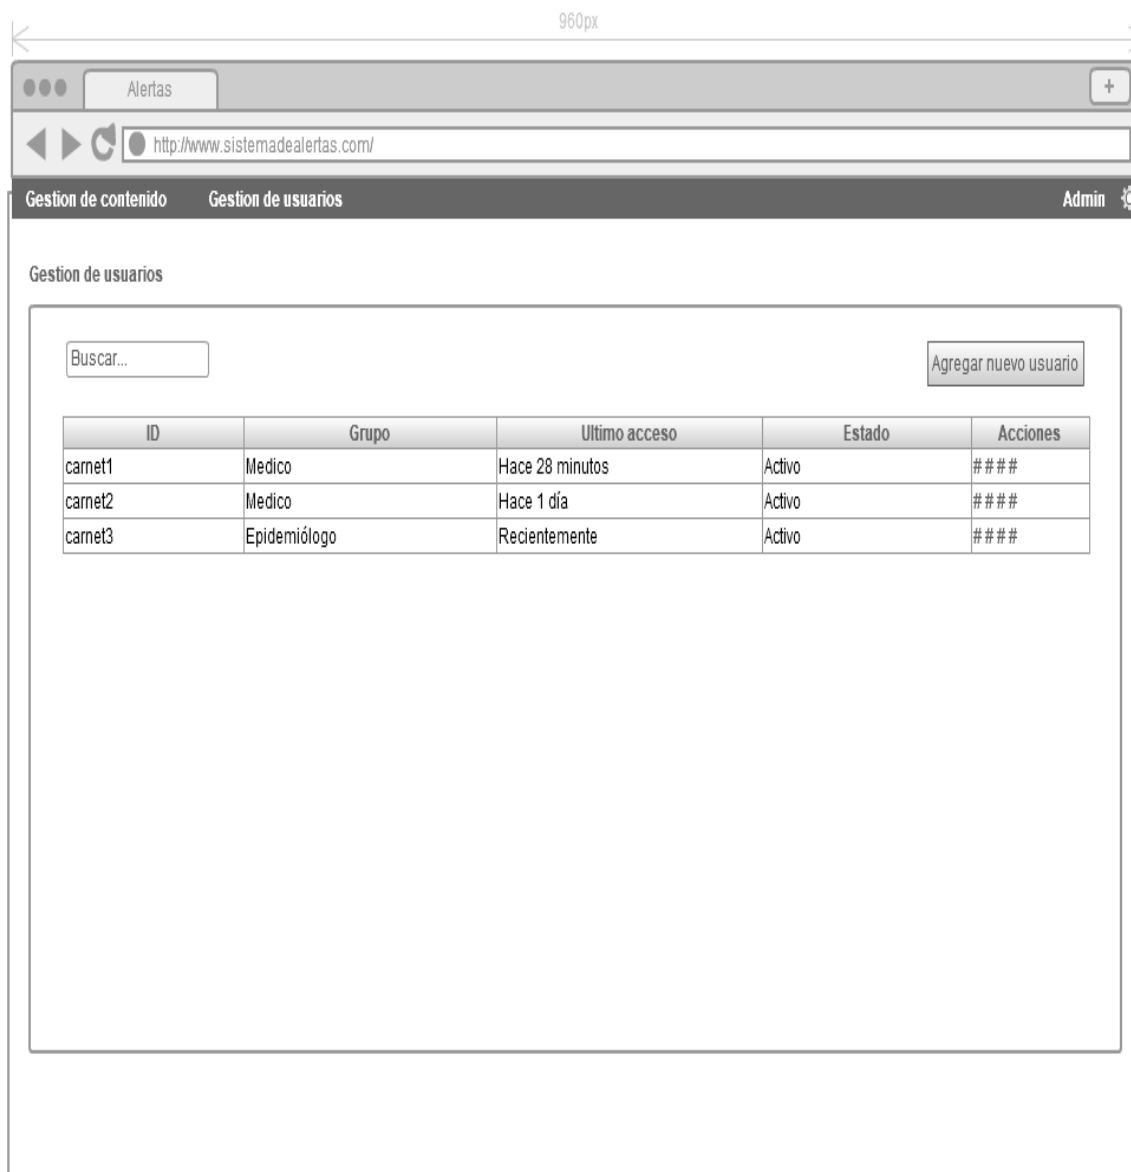 960px
Alertas +
http://www.sistemadealertas.com/
Gestion de contenido Gestion de usuarios Admin
Gestion de usuarios
Buscar... Agregar nuevo usuario
ID Grupo Ultimo acceso Estado Acciones
carnet1 Medico Hace 28 minutos Activo ####
carnet2 Medico Hace 1 día Activo ####
carnet3 Epidemiólogo Recientemente Activo ####